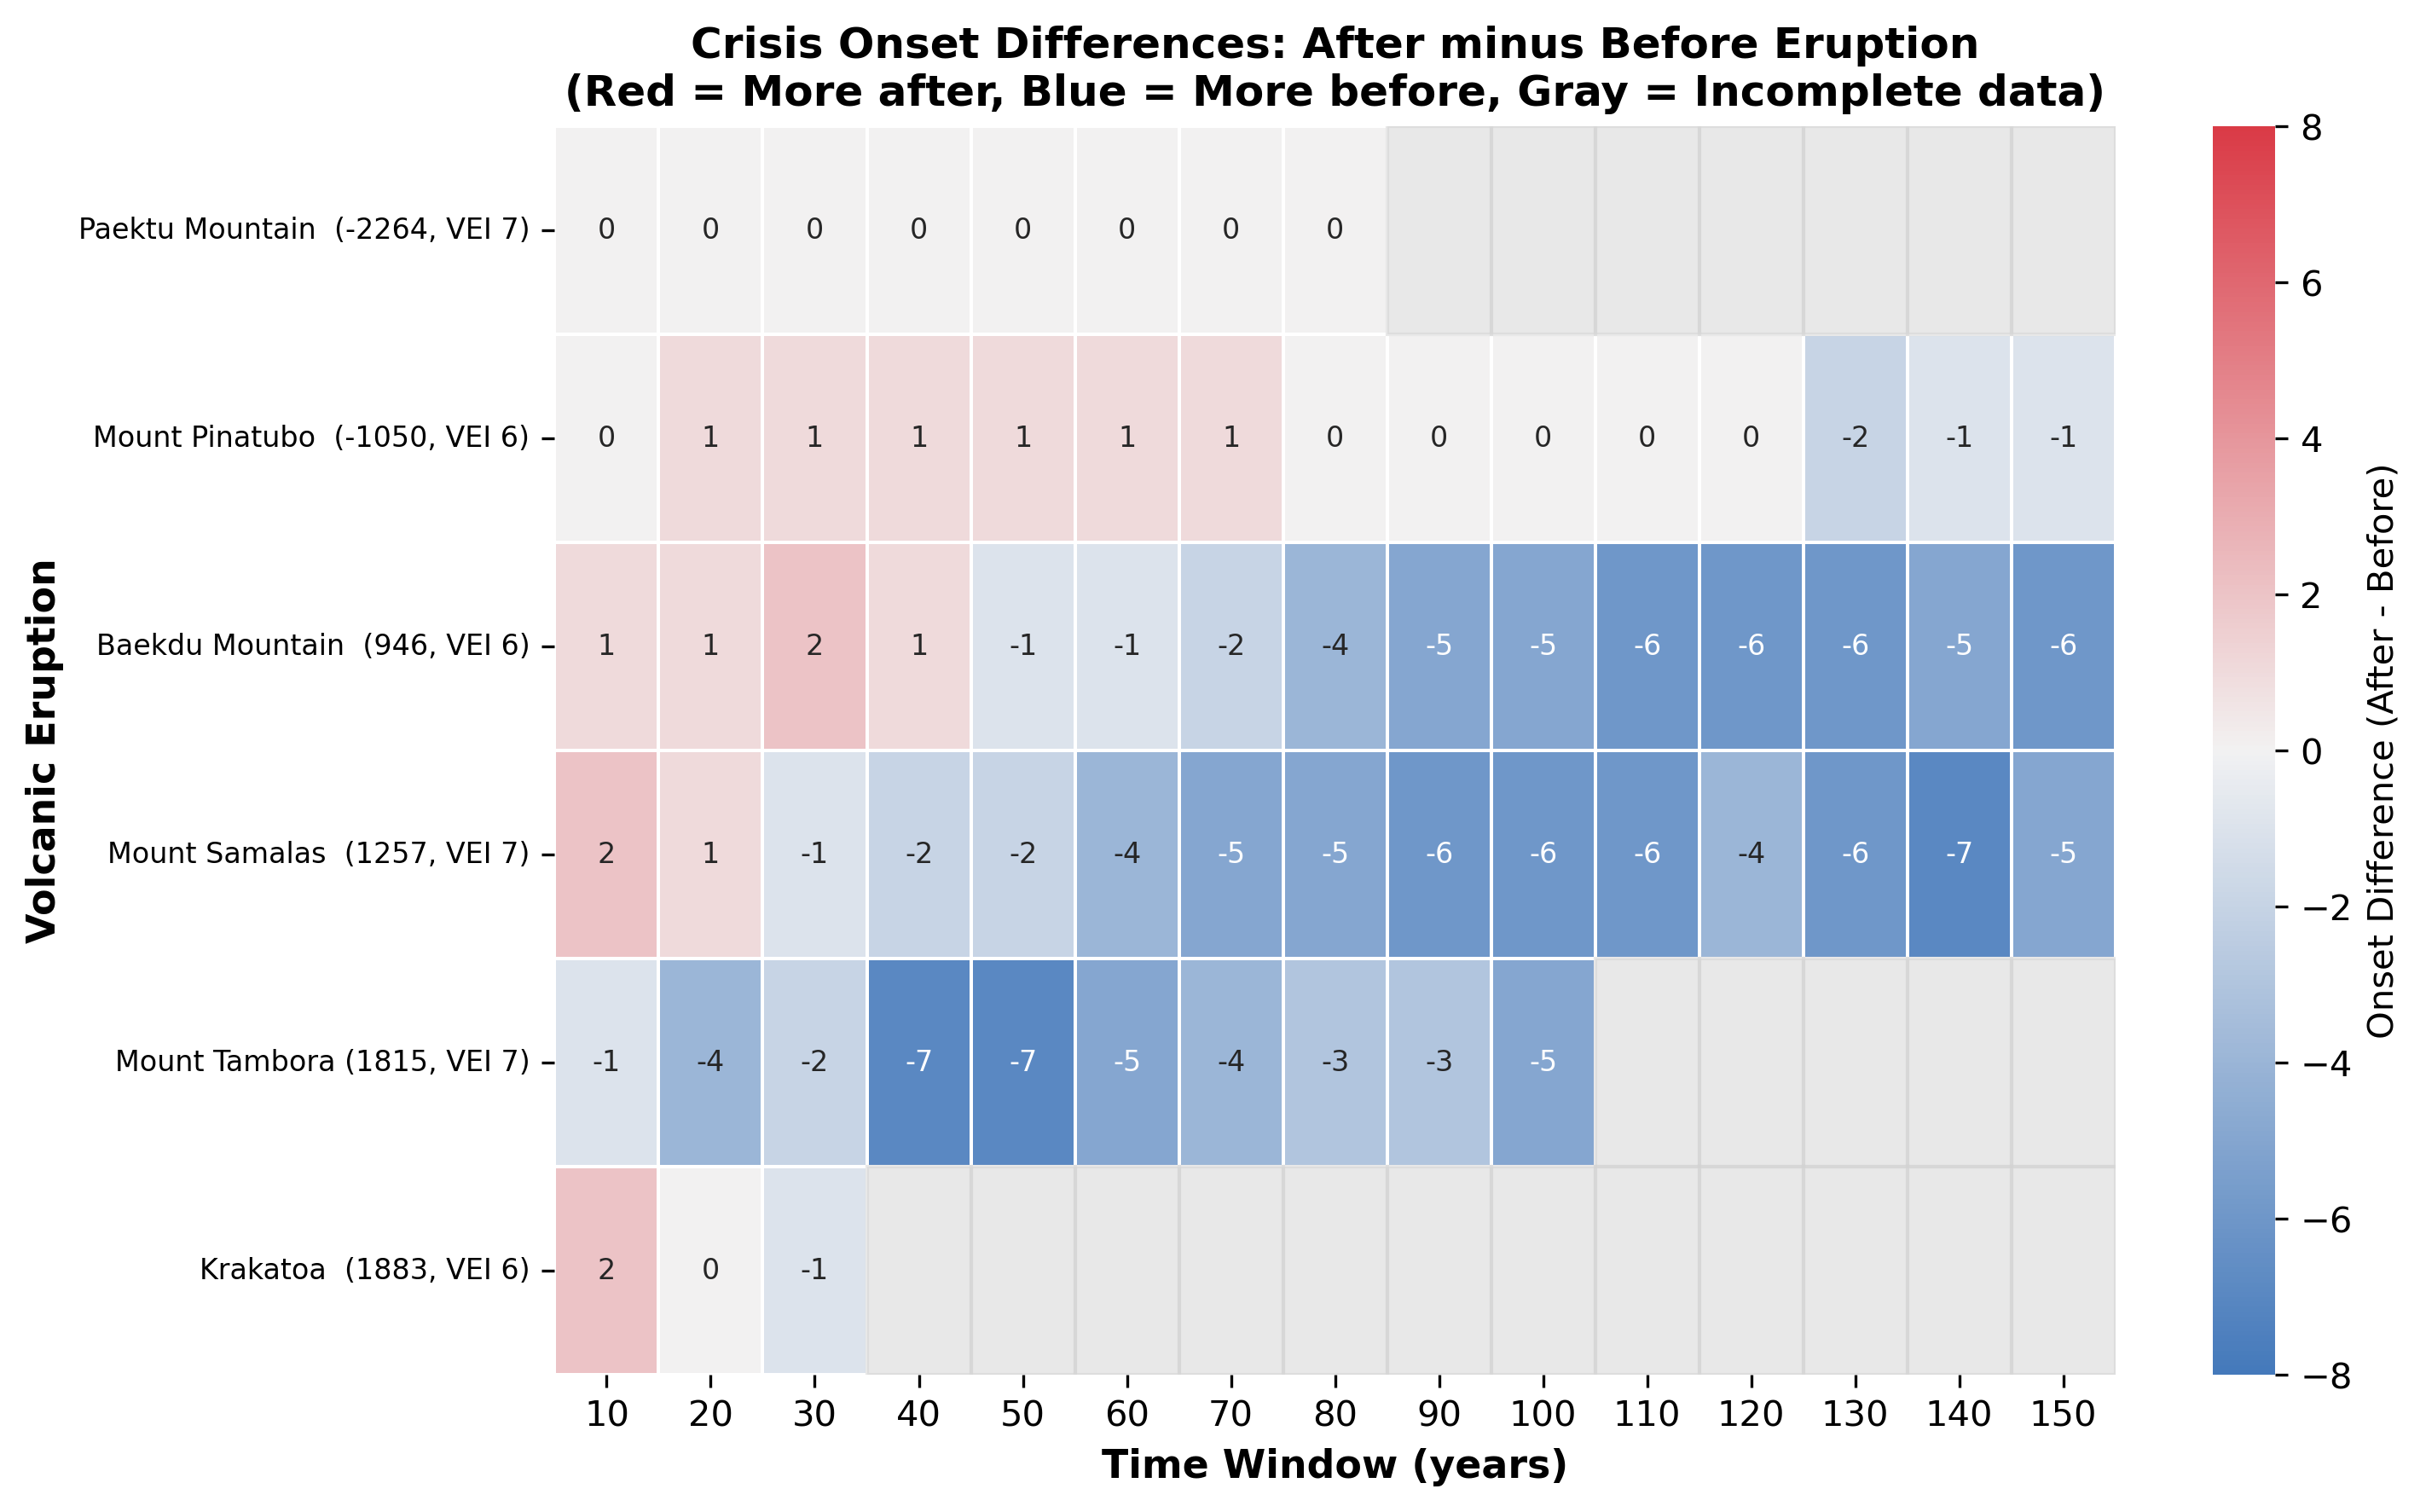 Crisis Onset Differences: After minus Before Eruption
(Red = More after, Blue = More before, Gray = Incomplete data)
Volcanic Eruption
Paektu Mountain  (-2264, VEI 7)
0 0 0 0 0 0 0 0
Mount Pinatubo  (-1050, VEI 6)
0 1 1 1 1 1 1 0 0 0 0 0 -2 -1 -1
Baekdu Mountain  (946, VEI 6)
1 1 2 1 -1 -1 -2 -4 -5 -5 -6 -6 -6 -5 -6
Mount Samalas  (1257, VEI 7)
2 1 -1 -2 -2 -4 -5 -5 -6 -6 -6 -4 -6 -7 -5
Mount Tambora (1815, VEI 7)
-1 -4 -2 -7 -7 -5 -4 -3 -3 -5
Krakatoa  (1883, VEI 6)
2 0 -1
10 20 30 40 50 60 70 80 90 100 110 120 130 140 150
Time Window (years)
8
6
4
2
0
−2
−4
−6
−8
Onset Difference (After - Before)